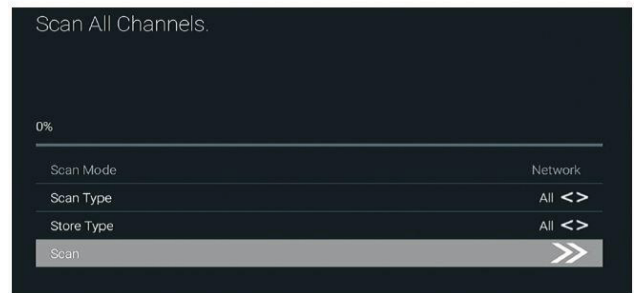 Scan All Channels.
0%
Scan Mode Network
Scan Type All <>
Store Type All <>
Scan